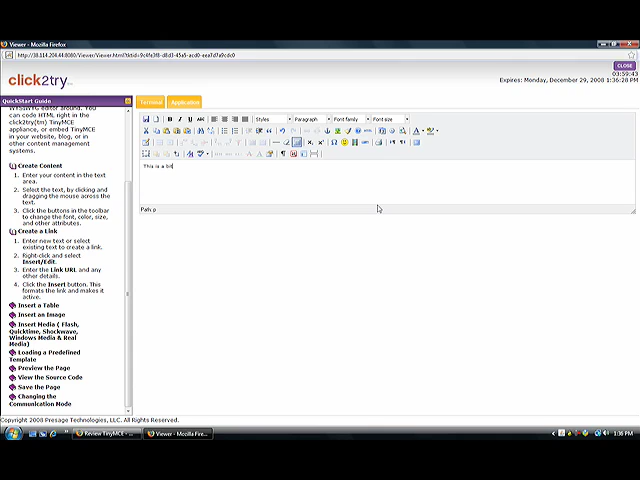 Viewer - Mozilla Firefox
CLOSE
click2try
03:59:43
Expires: Monday, December 29, 2008 1:36:28 PM
QuickStart Guide
Terminal
Application
WYSIWYG editor around. You
can code HTML right in the
click2try(tm) TinyMCE
appliance, or embed TinyMCE
in your website, blog, or in
other content management
systems.
Create Content
1. Enter your content in the
text area.
2. Select the text, by clicking and
dragging the mouse across the
text.
3. Click the buttons in the toolbar
to change the font, color, size,
and other attributes.
Create a Link
1. Enter new text or select
existing text to create a link.
2. Right-click and select
Insert/Edit.
3. Enter the Link URL and any
other details.
4. Click the Insert button. This
formats the link and makes it
active.
Insert a Table
Insert an Image
Insert Media ( Flash,
Quicktime, Shockwave,
Windows Media & Real
Media)
Loading a Predefined
Template
Preview the Page
View the Source Code
Save the Page
Changing the
Communication Mode
Styles
Paragraph
Font family
Font size
This is a bit
Path: p
Copyright 2008 Presage Technologies, LLC. All Rights Reserved.
Review TinyMCE - ...
Viewer - Mozilla Fir...
1:36 PM